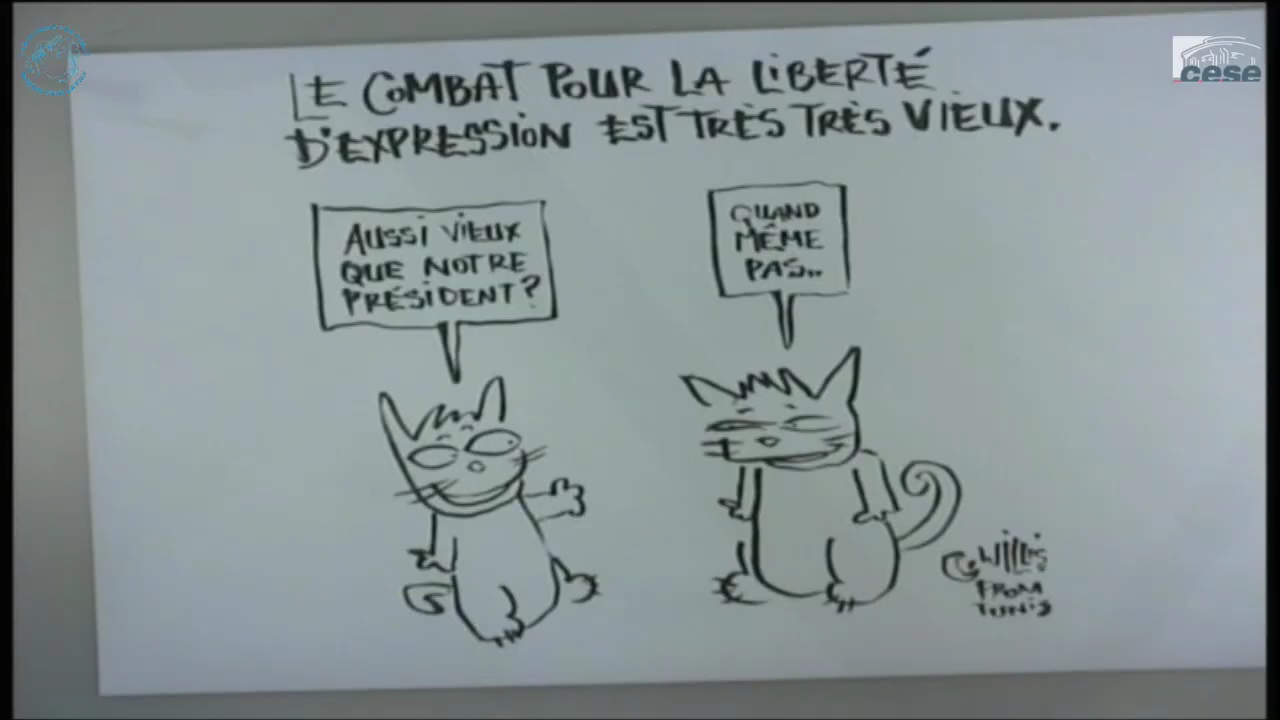 cese
LE COMBAT POUR LA LIBERTÉ
D'EXPRESSION EST TRÈS TRÈS VIEUX.
AUSSI VIEUX
QUE NOTRE
PRÉSIDENT?
QUAND
MÊME
PAS..
WILLIS
FROM
TUNIS